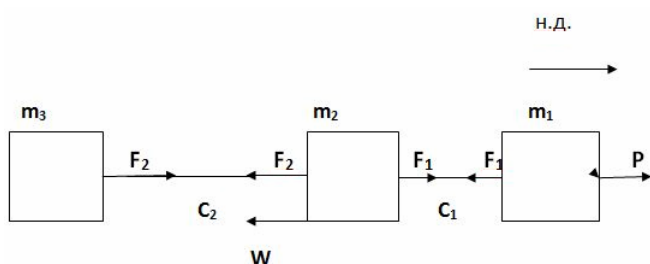 н.д.
m₃ m₂ m₁
F₂ F₂ F₁ F₁ P
C₂ C₁
W